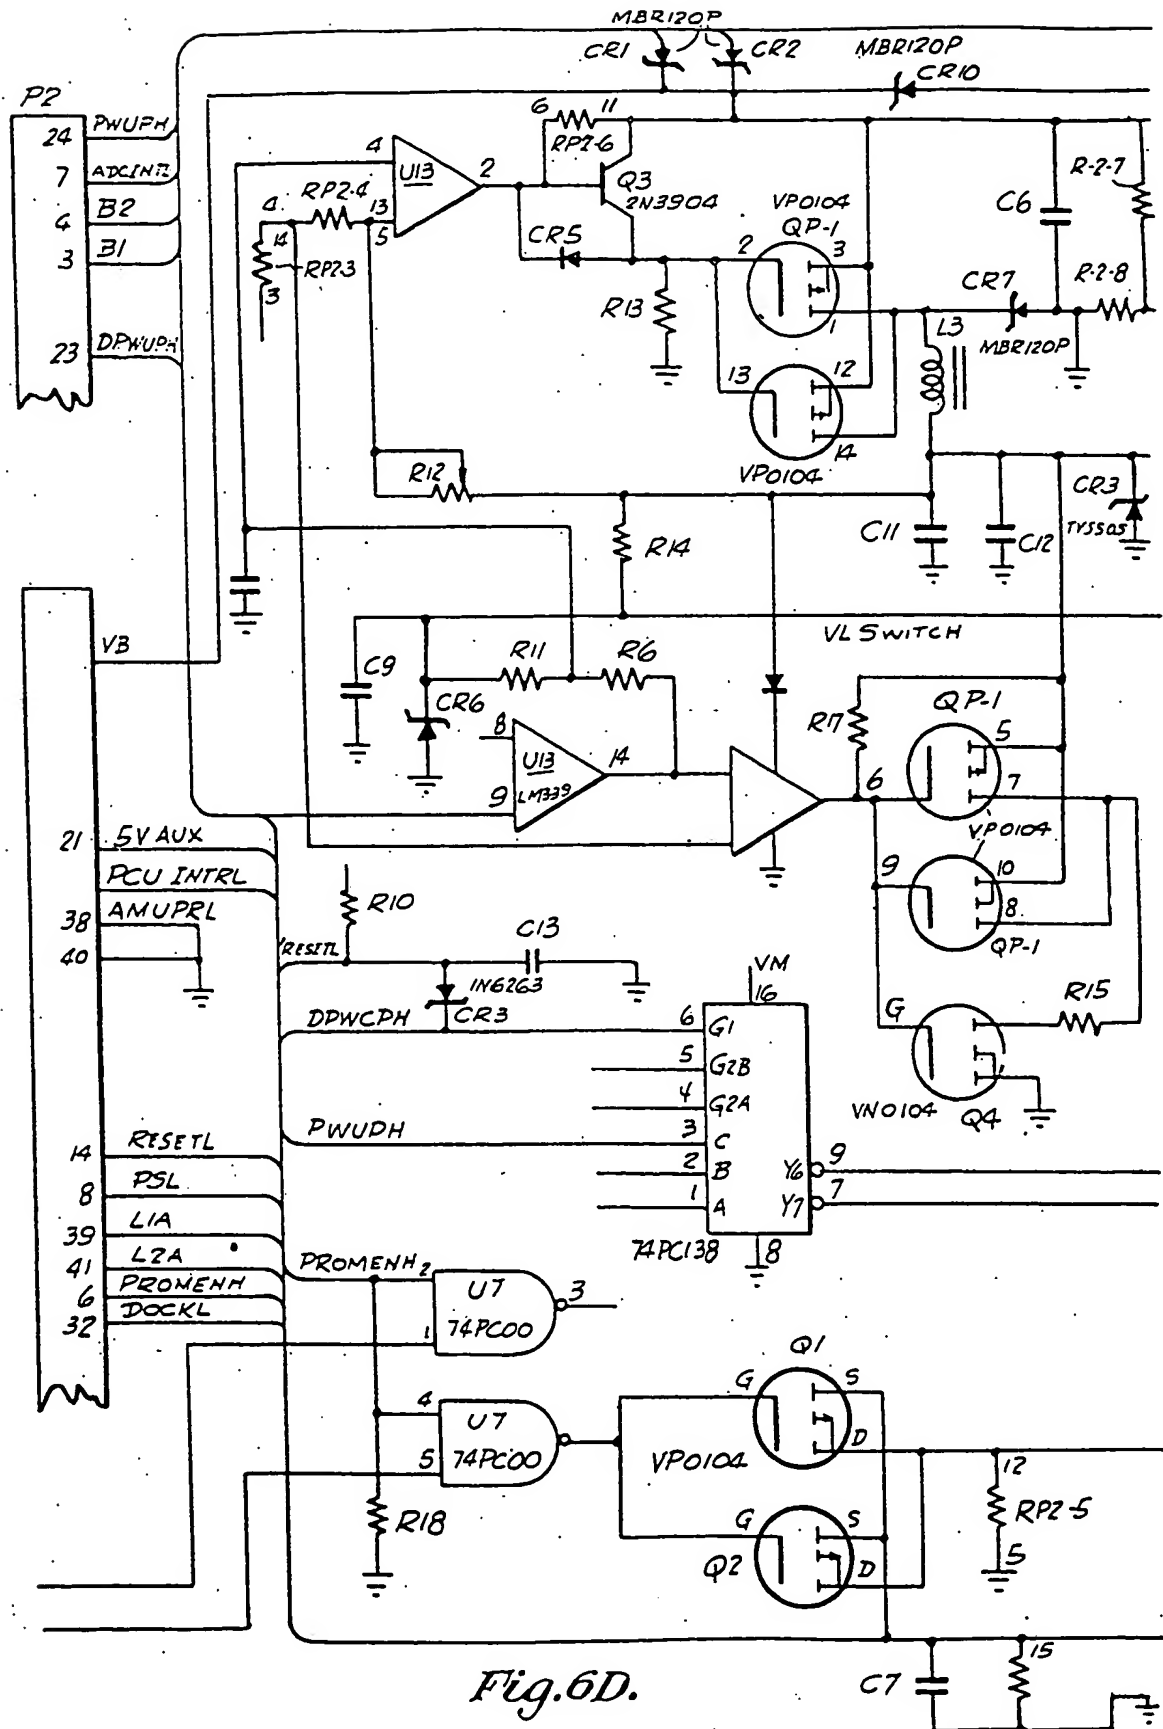 MBR120P
CR1
CR2
MBR120P
CR10
P2
24 PWUPH
7 ADCINTL
4 B2
3 B1
23 DPWUPH
6 11
RP2-6
4
U13
2
Q3
2N3904
4 RP2-4 13
14
5
RP23
3
CR5
R13
VP0104
QP-1
2 3
1
13 12
14
VP0104
C6
R-2-7
CR7
R-2-8
L3
MBR120P
R12
R14
C11
C12
CR3
TVS505
VB
VL SWITCH
C9
R11
R6
CR6
8
U13
14
LM339
9
R7
QP-1
5
6
7
VP0104
9
10
8
QP-1
21 5V AUX
PCU INTRL
38 AMUPRL
40
R10
RESETL
C13
1N6263
CR3
DPWCPH
VM
16
6 G1
5 G2B
4 G2A
PWUDH
3 C
2 B
1 A
Y6 9
Y7 7
74PC138
8
G
R15
VN0104
Q4
14 RESETL
8 PSL
39 L1A
41 L2A
6 PROMENH
32 DOCKL
PROMENH 2
U7
3
74PC00
1
4
U7
5
74PC00
R18
Q1
G S
D
VP0104
G S
Q2
D
12
RP2-5
5
C7
15
Fig.6D.